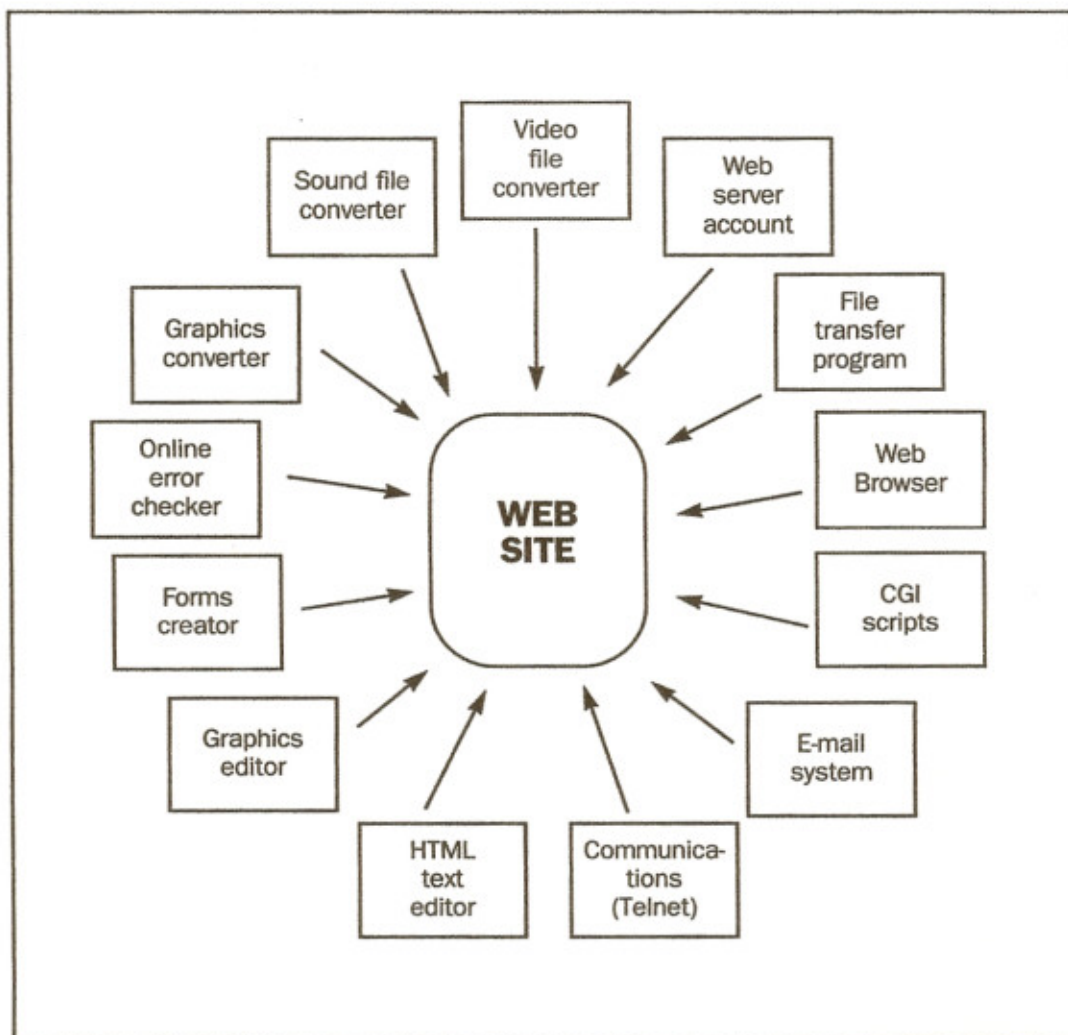 Video
file
converter
Sound file
converter
Web
server
account
Graphics
converter
File
transfer
program
Online
error
checker
WEB
SITE
Web
Browser
Forms
creator
CGI
scripts
Graphics
editor
E-mail
system
HTML
text
editor
Communica-
tions
(Telnet)